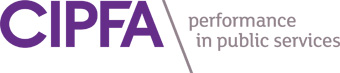 CIPFA
performance
in public services